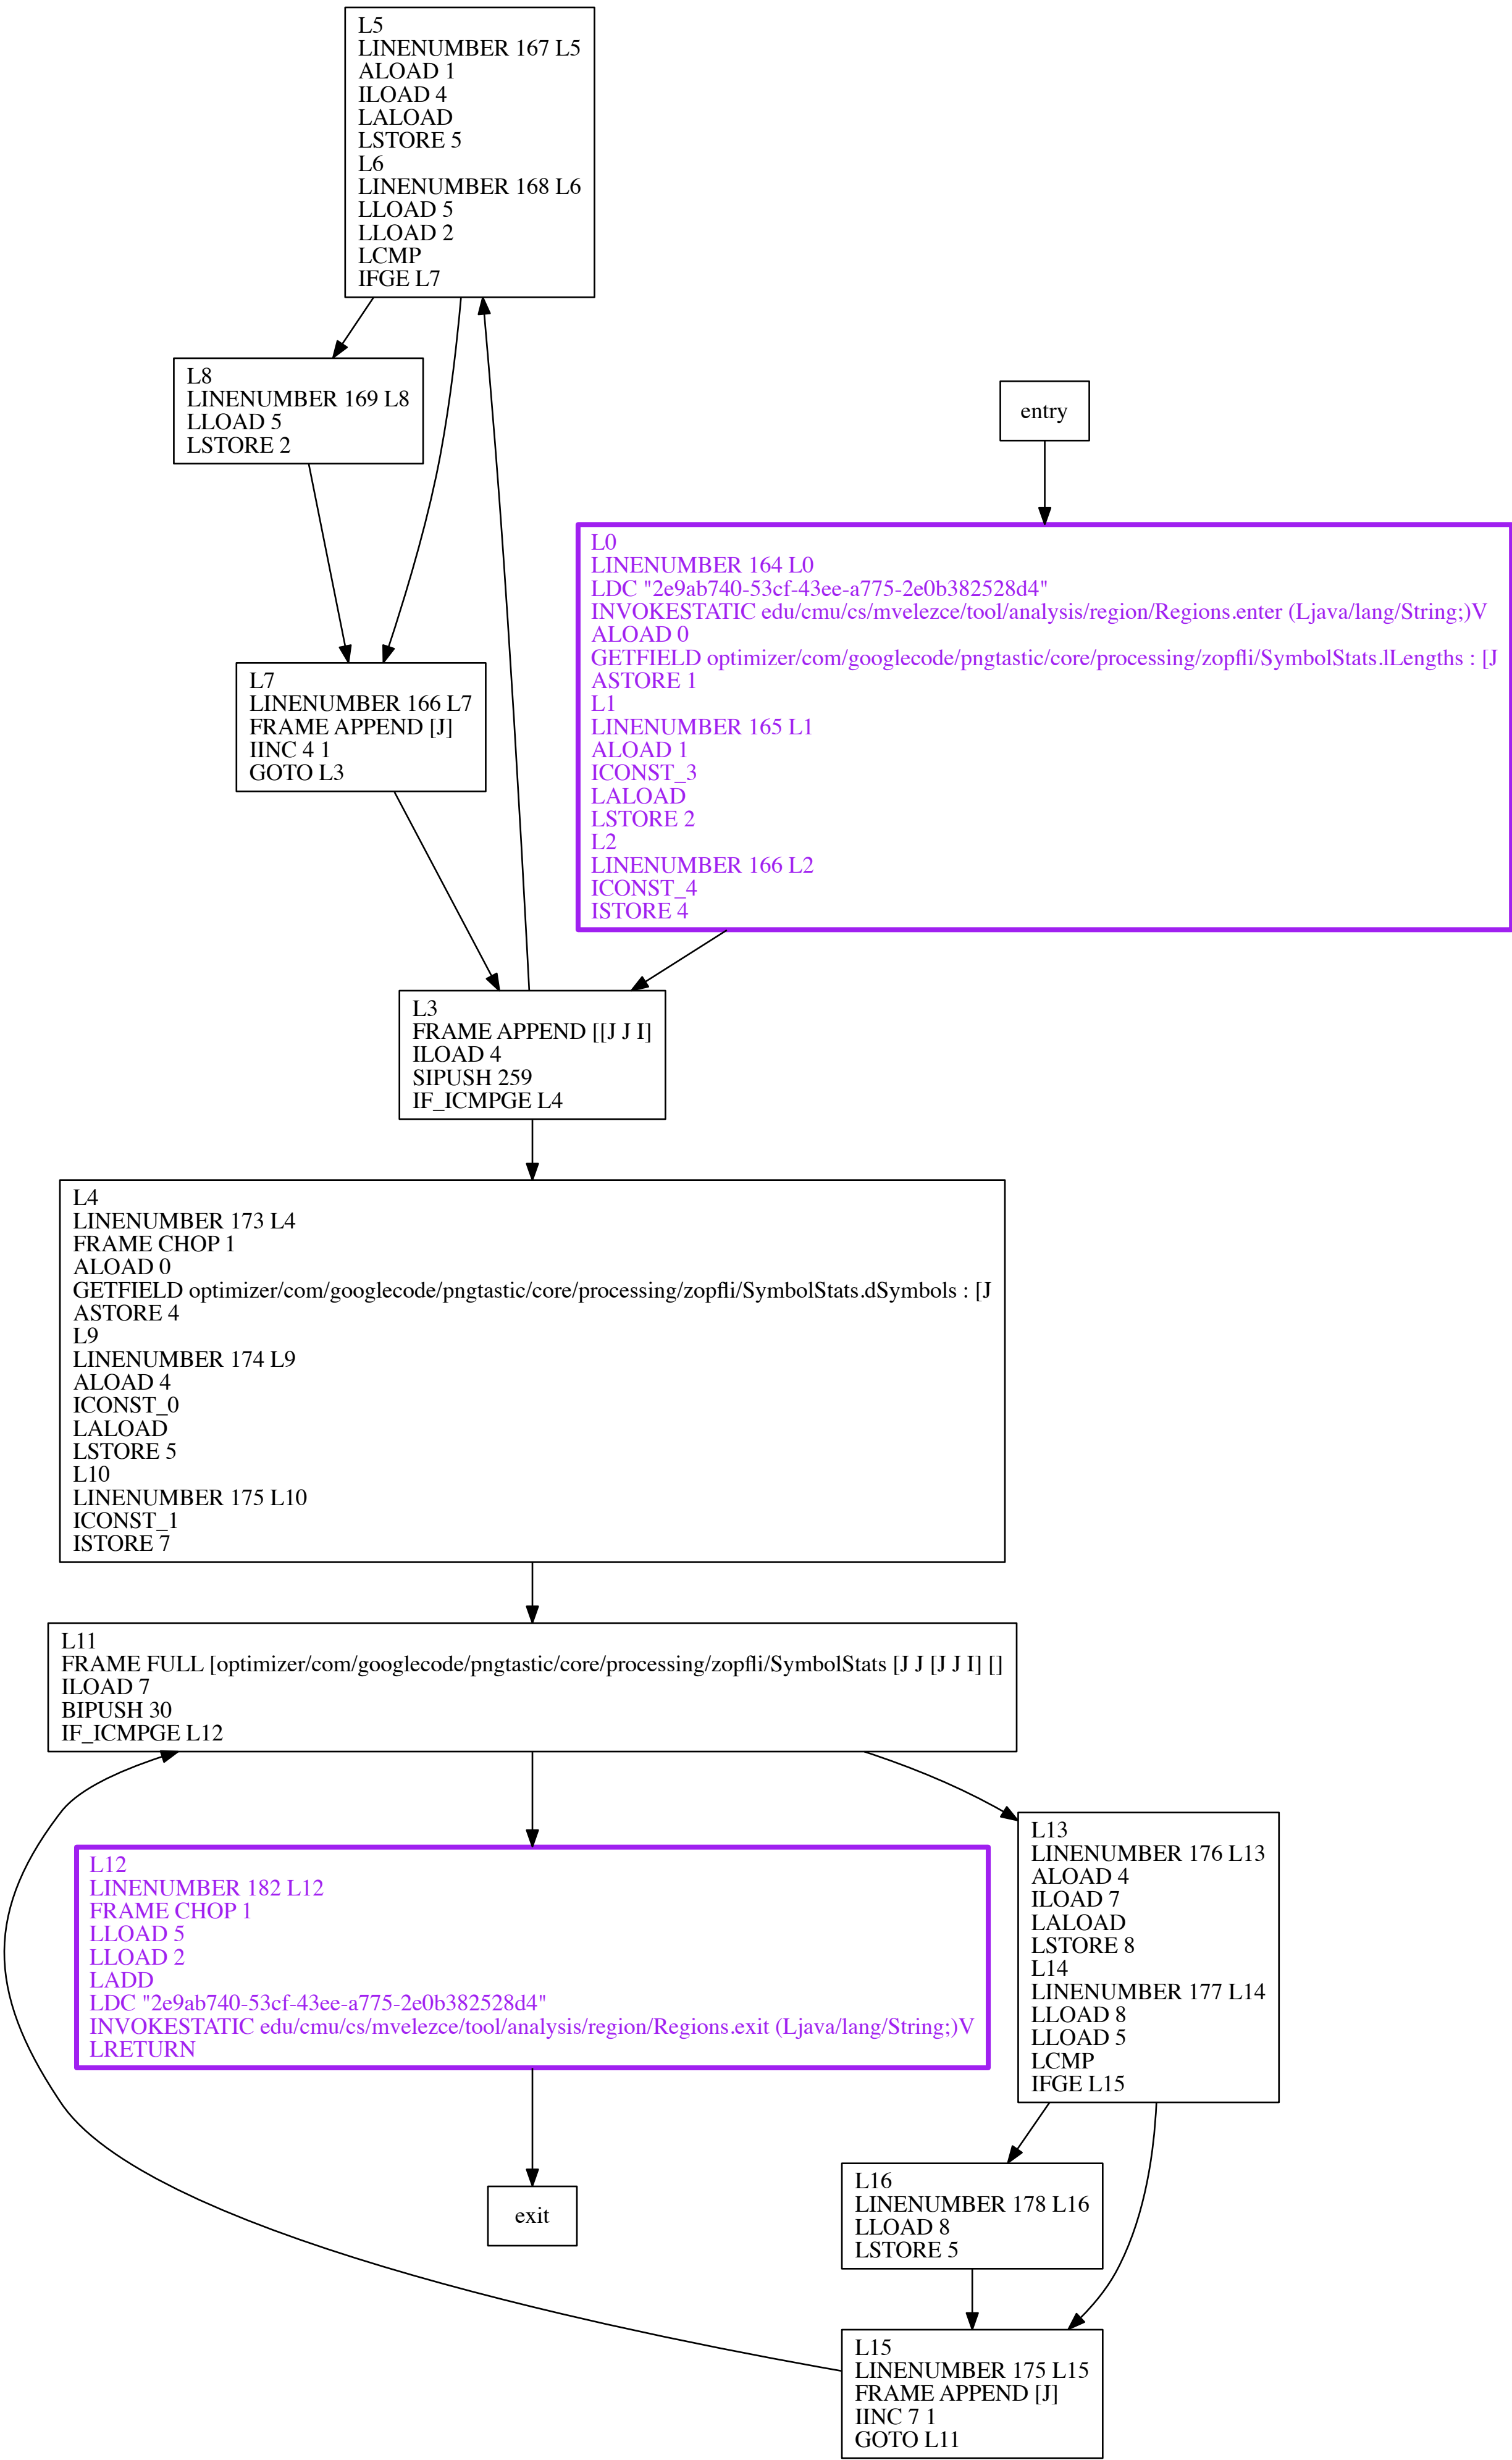 L5
LINENUMBER 167 L5
ALOAD 1
ILOAD 4
LALOAD
LSTORE 5
L6
LINENUMBER 168 L6
LLOAD 5
LLOAD 2
LCMP
IFGE L7
L8
LINENUMBER 169 L8
LLOAD 5
LSTORE 2
entry
L0
LINENUMBER 164 L0
LDC "2e9ab740-53cf-43ee-a775-2e0b382528d4"
INVOKESTATIC edu/cmu/cs/mvelezce/tool/analysis/region/Regions.enter (Ljava/lang/String;)V
ALOAD 0
GETFIELD optimizer/com/googlecode/pngtastic/core/processing/zopfli/SymbolStats.lLengths : [J
ASTORE 1
L1
LINENUMBER 165 L1
ALOAD 1
ICONST_3
LALOAD
LSTORE 2
L2
LINENUMBER 166 L2
ICONST_4
ISTORE 4
L7
LINENUMBER 166 L7
FRAME APPEND [J]
IINC 4 1
GOTO L3
L3
FRAME APPEND [[J J I]
ILOAD 4
SIPUSH 259
IF_ICMPGE L4
L4
LINENUMBER 173 L4
FRAME CHOP 1
ALOAD 0
GETFIELD optimizer/com/googlecode/pngtastic/core/processing/zopfli/SymbolStats.dSymbols : [J
ASTORE 4
L9
LINENUMBER 174 L9
ALOAD 4
ICONST_0
LALOAD
LSTORE 5
L10
LINENUMBER 175 L10
ICONST_1
ISTORE 7
L11
FRAME FULL [optimizer/com/googlecode/pngtastic/core/processing/zopfli/SymbolStats [J J [J J I] []
ILOAD 7
BIPUSH 30
IF_ICMPGE L12
L12
LINENUMBER 182 L12
FRAME CHOP 1
LLOAD 5
LLOAD 2
LADD
LDC "2e9ab740-53cf-43ee-a775-2e0b382528d4"
INVOKESTATIC edu/cmu/cs/mvelezce/tool/analysis/region/Regions.exit (Ljava/lang/String;)V
LRETURN
L13
LINENUMBER 176 L13
ALOAD 4
ILOAD 7
LALOAD
LSTORE 8
L14
LINENUMBER 177 L14
LLOAD 8
LLOAD 5
LCMP
IFGE L15
exit
L16
LINENUMBER 178 L16
LLOAD 8
LSTORE 5
L15
LINENUMBER 175 L15
FRAME APPEND [J]
IINC 7 1
GOTO L11